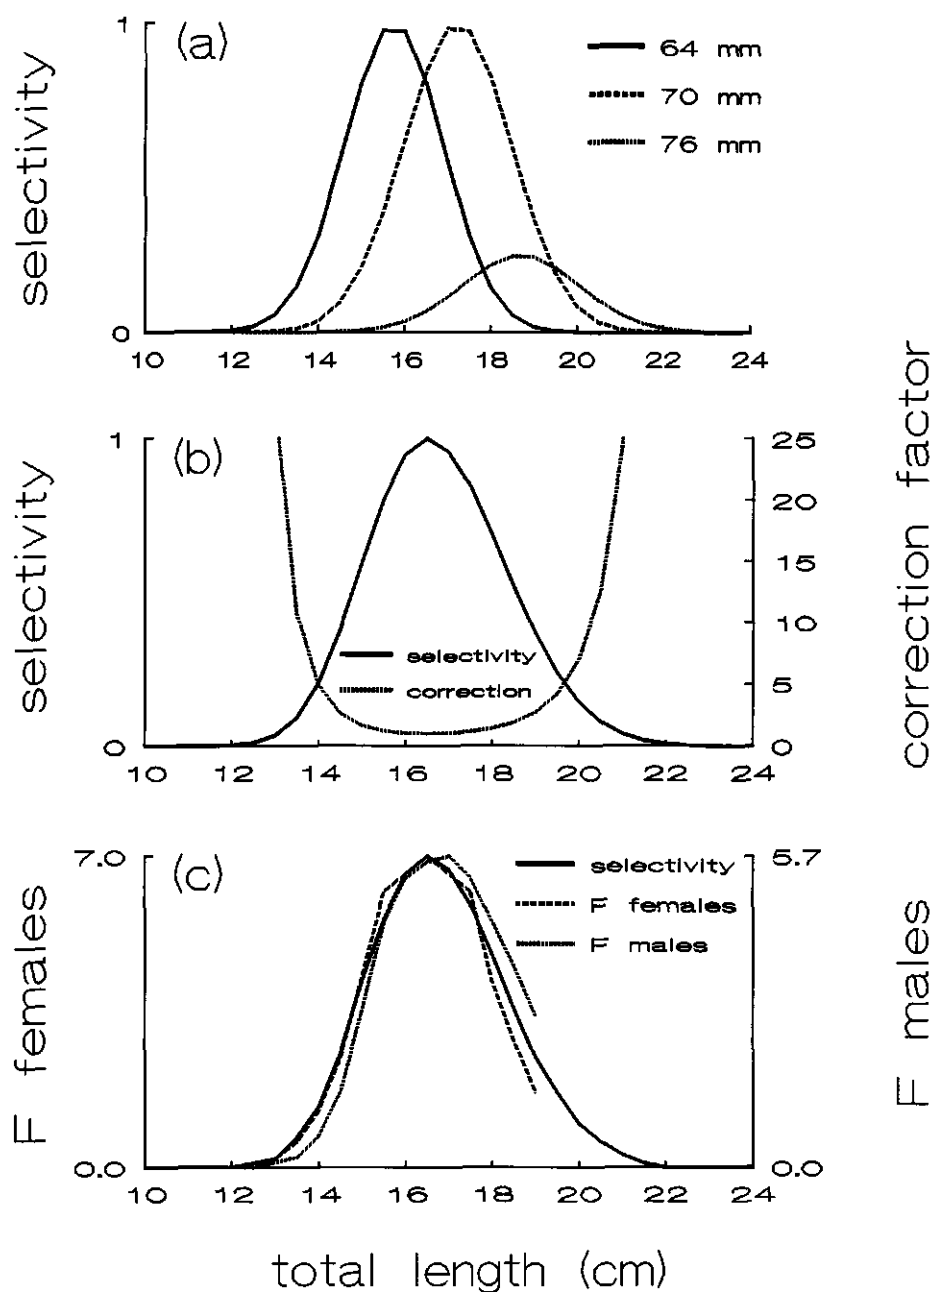 (a)
1
0
selectivity
64 mm
70 mm
76 mm
10 12 14 16 18 20 22 24
(b)
1
0
selectivity
selectivity
correction
25
20
15
10
5
0
correction factor
10 12 14 16 18 20 22 24
(c)
7.0
0.0
F females
selectivity
F females
F males
5.7
0.0
F males
10 12 14 16 18 20 22 24
total length (cm)